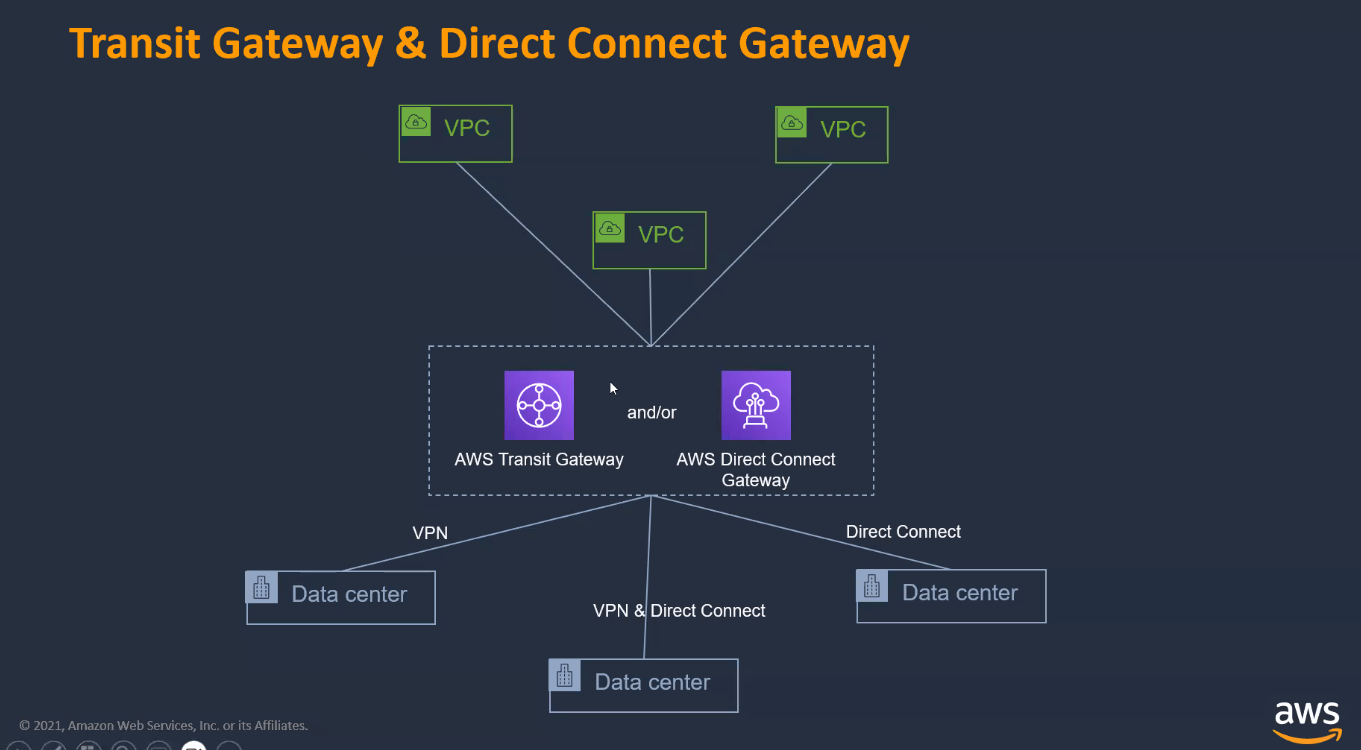 Transit Gateway & Direct Connect Gateway
VPC
VPC
VPC
and/or
AWS Transit Gateway
AWS Direct Connect
Gateway
VPN
Direct Connect
Data center
Data center
VPN & Direct Connect
Data center
© 2021, Amazon Web Services, Inc. or its Affiliates.
aws